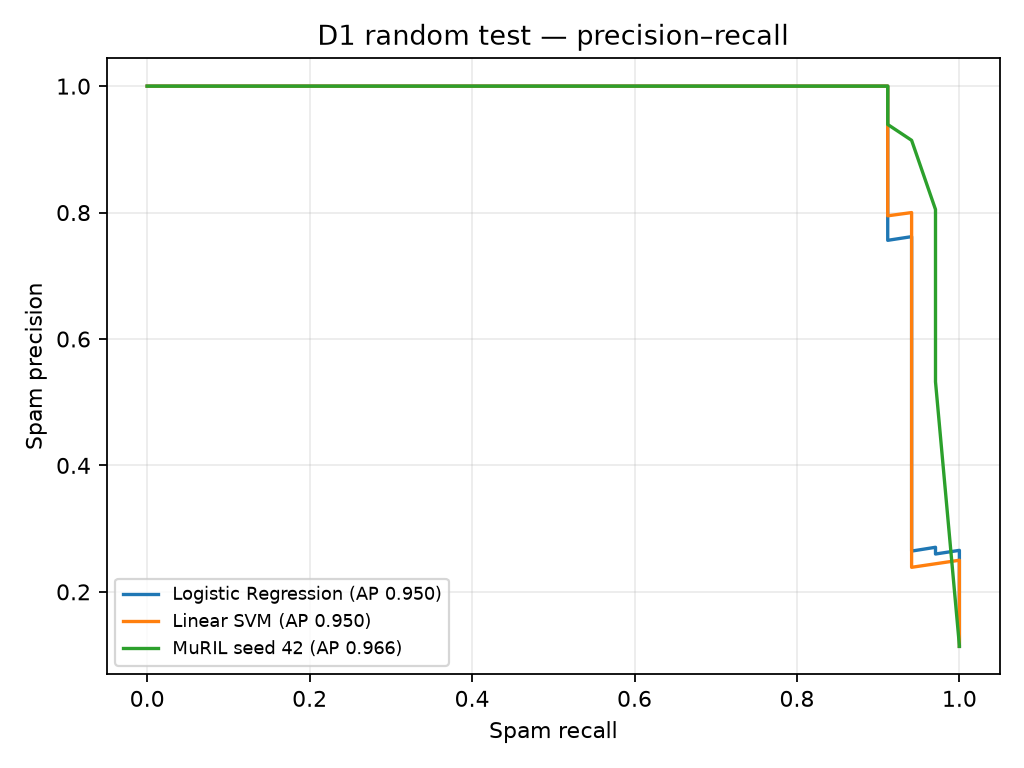 D1 random test — precision–recall
1.0
0.8
0.6
0.4
0.2
Spam precision
Logistic Regression (AP 0.950)
Linear SVM (AP 0.950)
MuRIL seed 42 (AP 0.966)
0.0 0.2 0.4 0.6 0.8 1.0
Spam recall